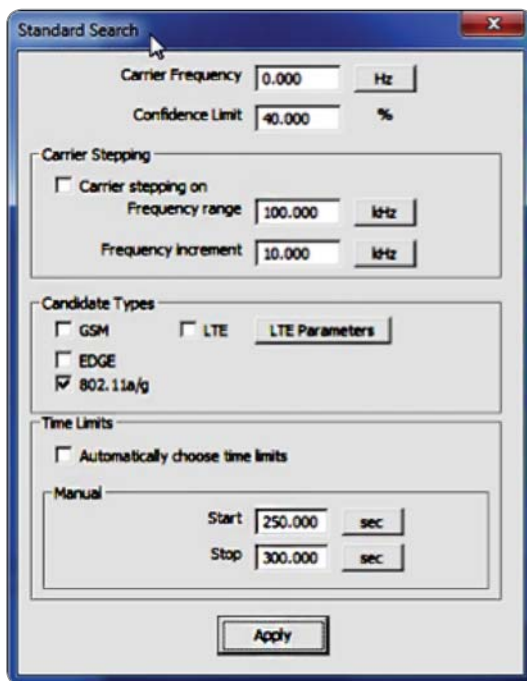 Standard Search
Carrier Frequency 0.000 Hz
Confidence Limit 40.000 %
Carrier Stepping
Carrier stepping on
Frequency range 100.000 kHz
Frequency increment 10.000 kHz
Candidate Types
GSM LTE LTE Parameters
EDGE
802.11a/g
Time Limits
Automatically choose time limits
Manual
Start 250.000 sec
Stop 300.000 sec
Apply